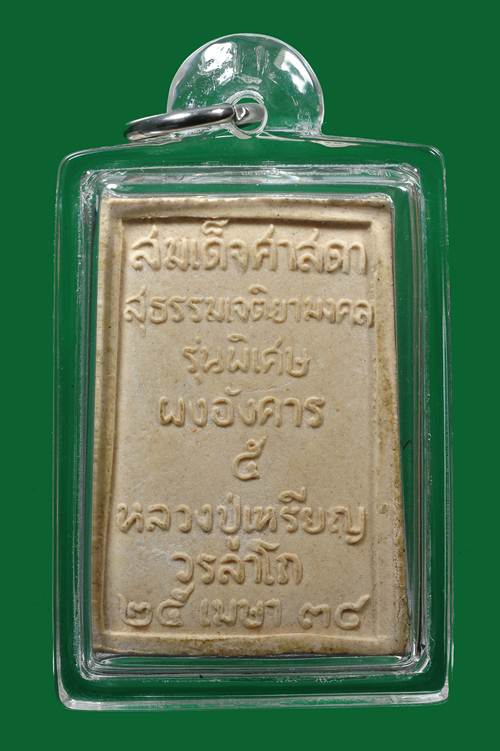 สมเด็จศาสดา
สุธรรมเจติยามงคล
รุ่นพิเศษ
ผงอังคาร
๕
หลวงปู่เหรียญ
วรลาโภ
๒๕ เมษา ๓๘